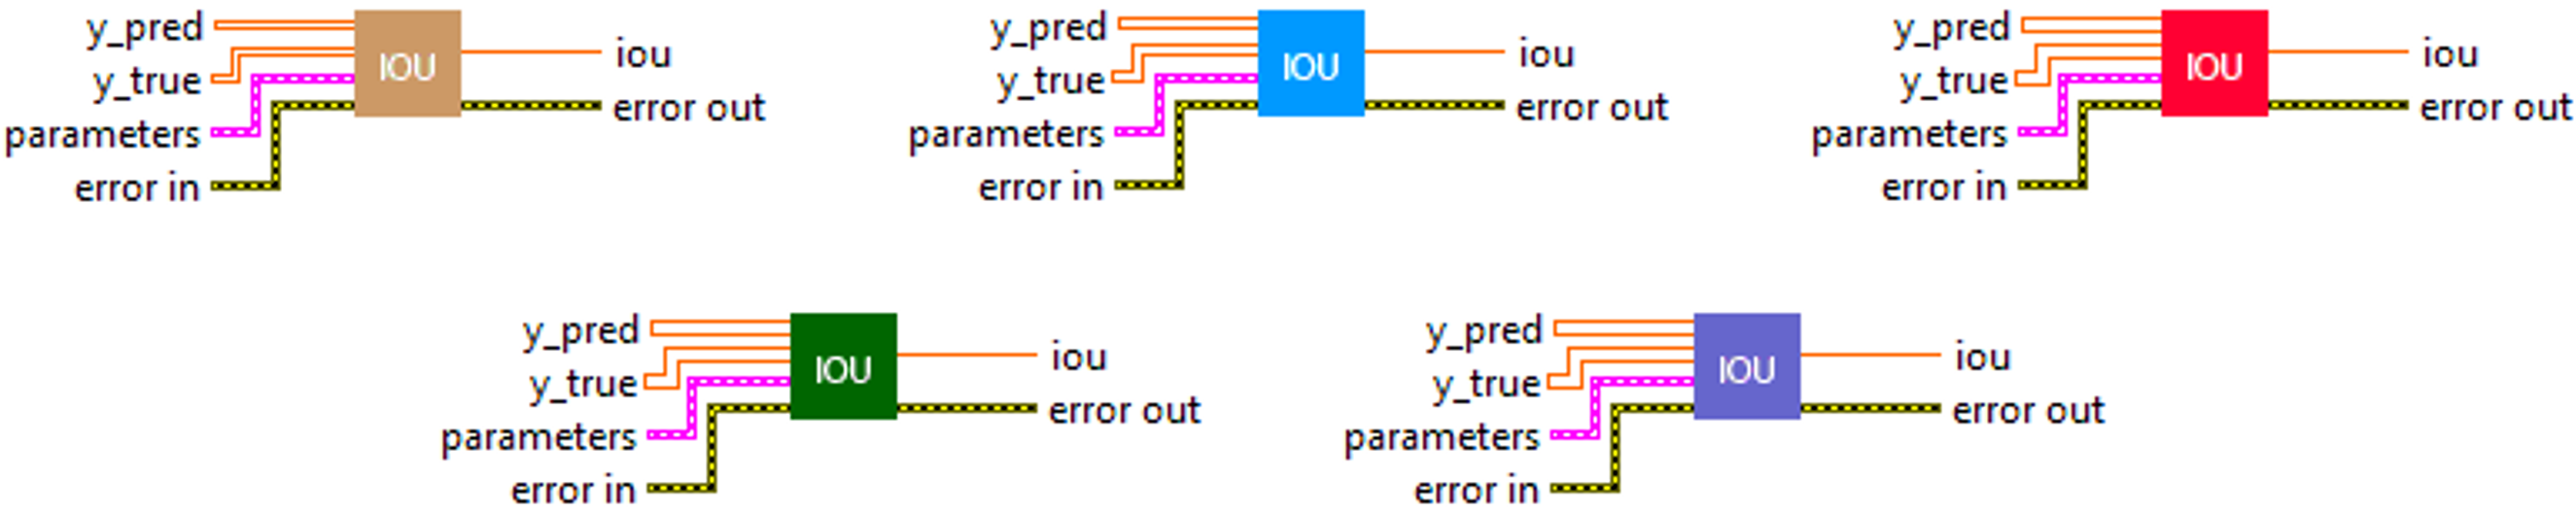 y_pred
y_true
parameters
error in
IOU
iou
error out
y_pred
y_true
parameters
error in
IOU
iou
error out
y_pred
y_true
parameters
error in
IOU
iou
error out
y_pred
y_true
parameters
error in
IOU
iou
error out
y_pred
y_true
parameters
error in
IOU
iou
error out